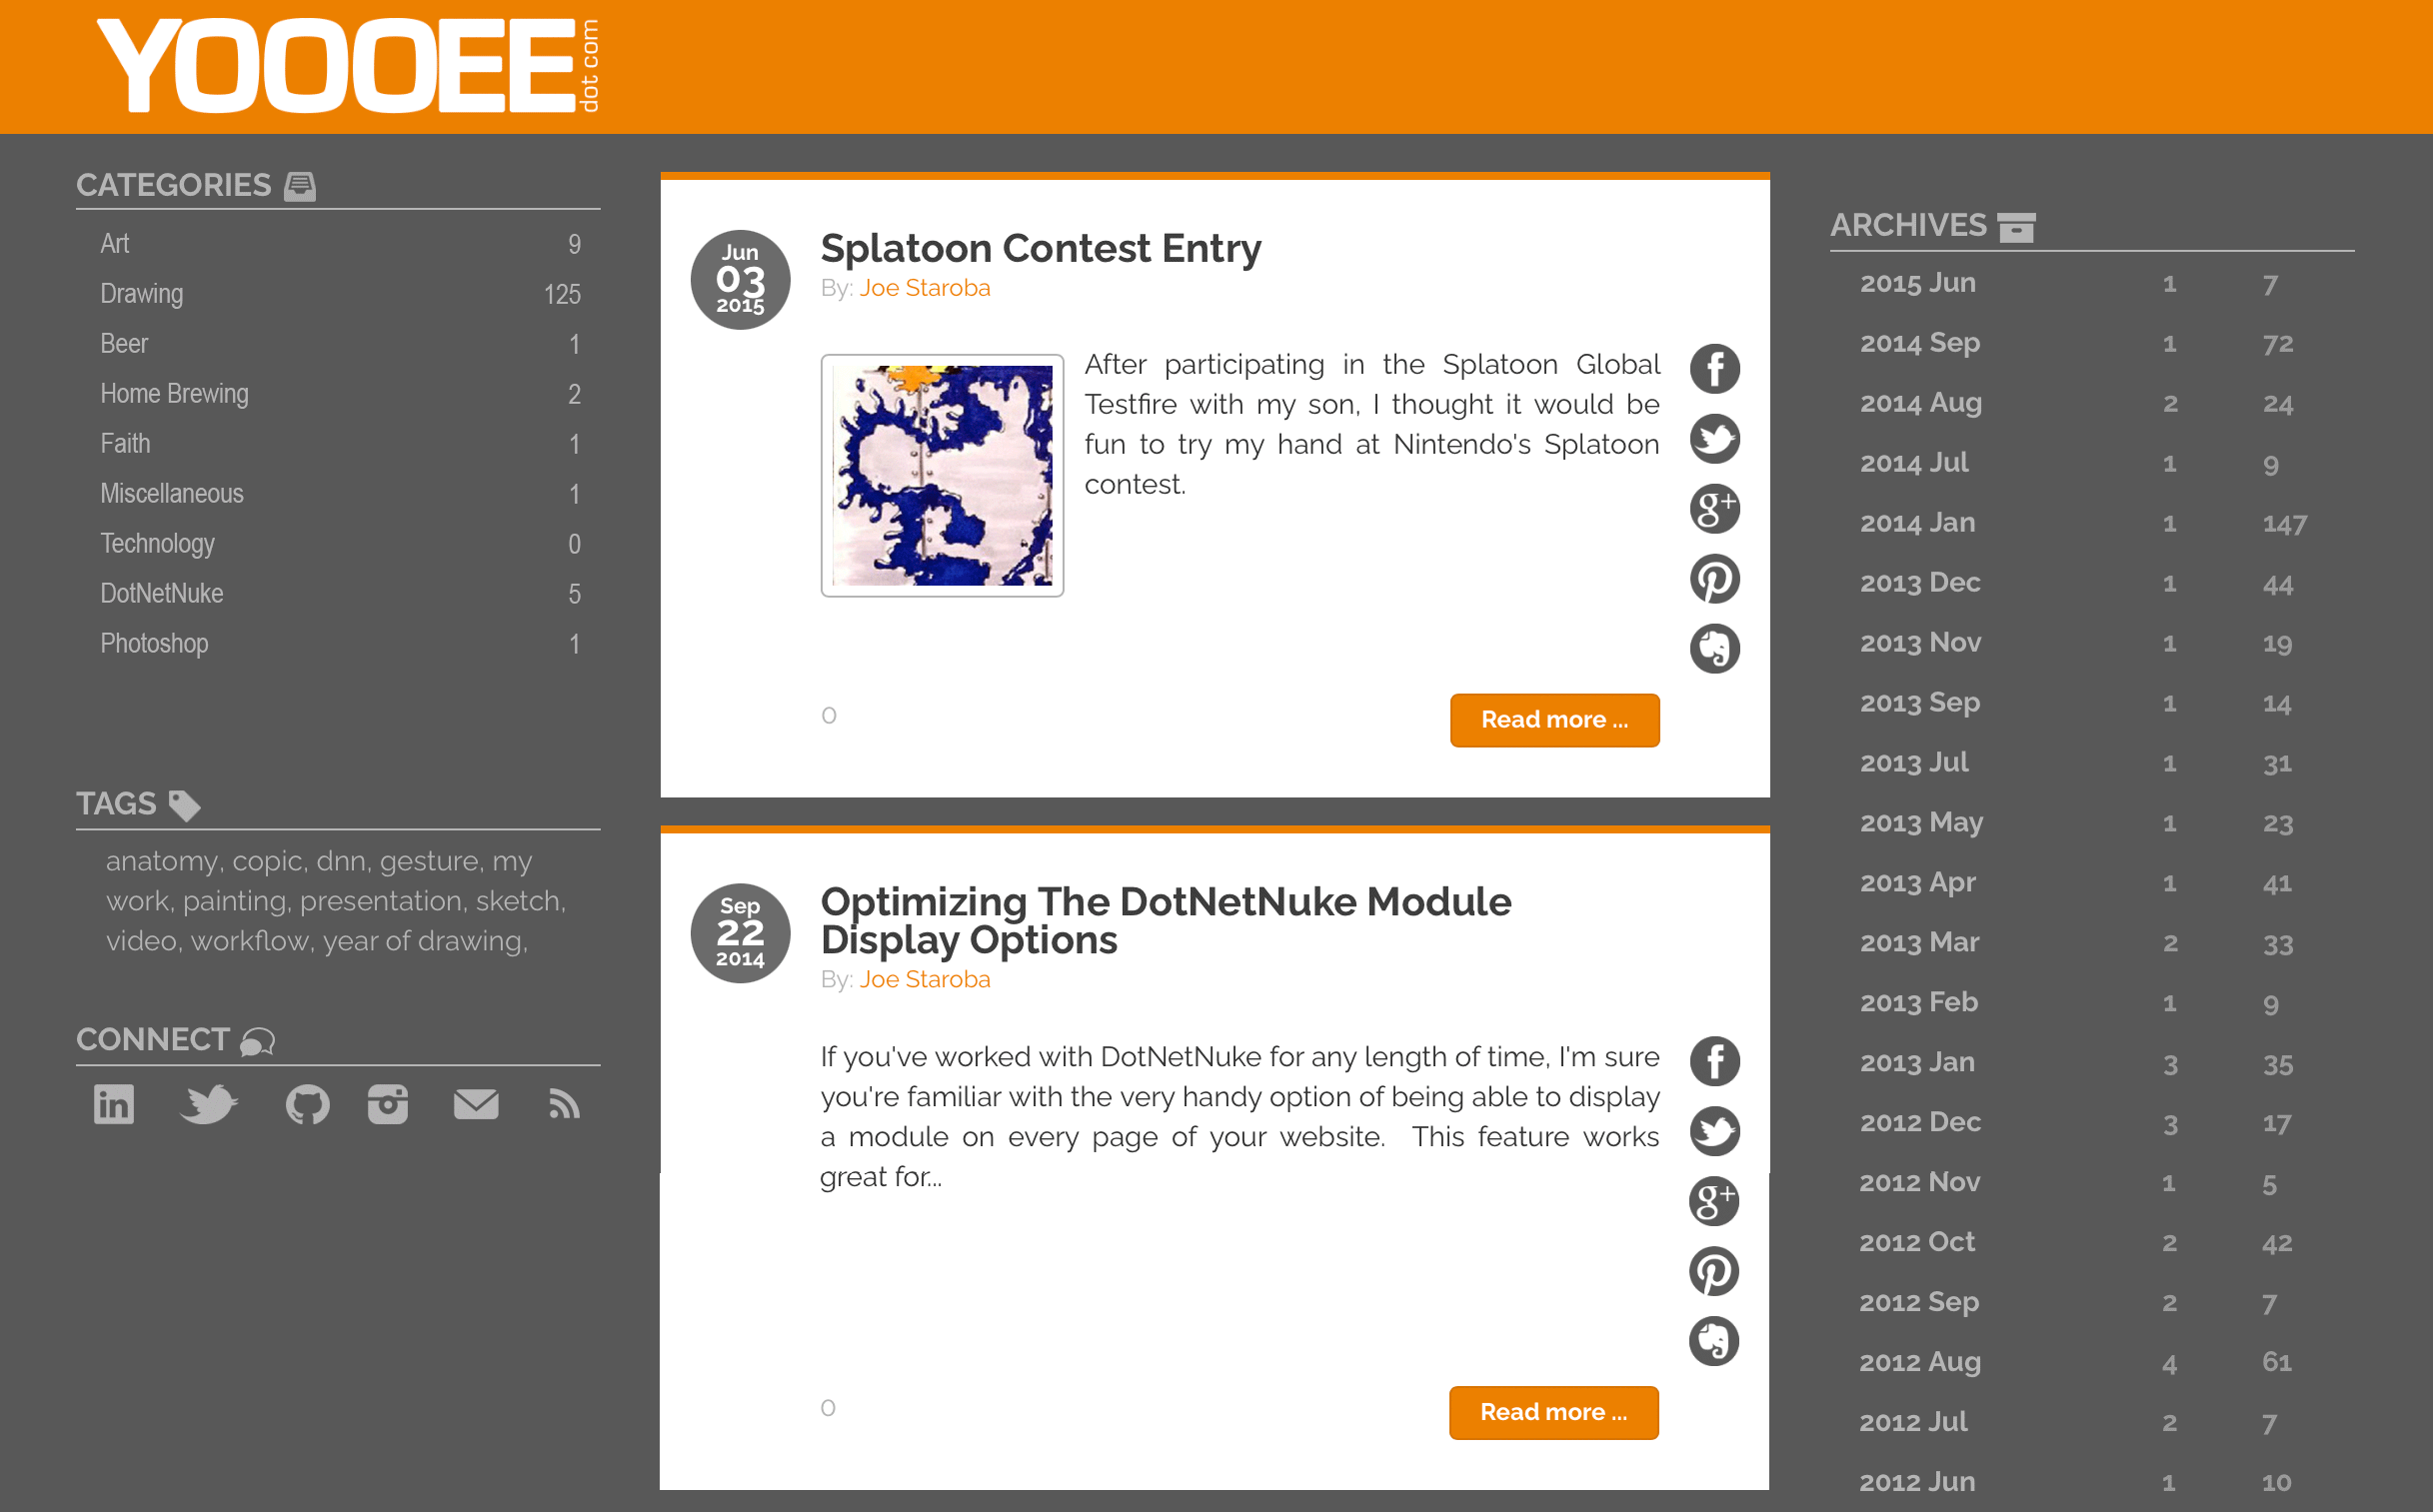 YOOOEE
dot com
CATEGORIES
Art 9
Drawing 125
Beer 1
Home Brewing 2
Faith 1
Miscellaneous 1
Technology 0
DotNetNuke 5
Photoshop 1
TAGS
anatomy, copic, dnn, gesture, my
work, painting, presentation, sketch,
video, workflow, year of drawing,
CONNECT
in
Jun
03
2015
Splatoon Contest Entry
By: Joe Staroba
After participating in the Splatoon Global
Testfire with my son, I thought it would be
fun to try my hand at Nintendo's Splatoon
contest.
f
g+
0
Read more ...
Sep
22
2014
Optimizing The DotNetNuke Module
Display Options
By: Joe Staroba
If you've worked with DotNetNuke for any length of time, I'm sure
you're familiar with the very handy option of being able to display
a module on every page of your website. This feature works
great for...
f
g+
0
Read more ...
ARCHIVES
2015 Jun 1 7
2014 Sep 1 72
2014 Aug 2 24
2014 Jul 1 9
2014 Jan 1 147
2013 Dec 1 44
2013 Nov 1 19
2013 Sep 1 14
2013 Jul 1 31
2013 May 1 23
2013 Apr 1 41
2013 Mar 2 33
2013 Feb 1 9
2013 Jan 3 35
2012 Dec 3 17
2012 Nov 1 5
2012 Oct 2 42
2012 Sep 2 7
2012 Aug 4 61
2012 Jul 2 7
2012 Jun 1 10